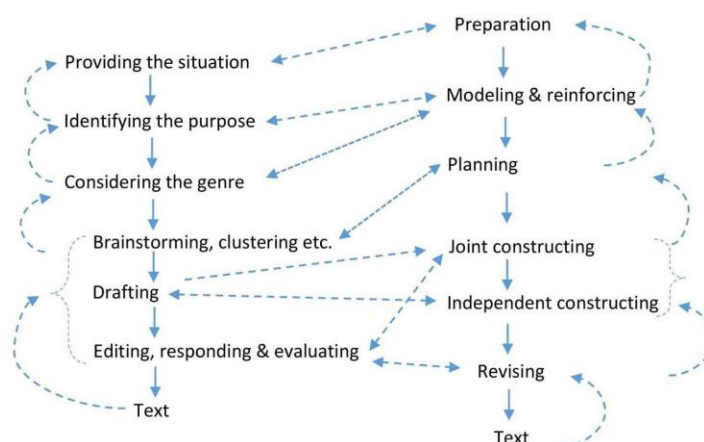 Providing the situation
Identifying the purpose
Considering the genre
Brainstorming, clustering etc.
Drafting
Editing, responding & evaluating
Text
Preparation
Modeling & reinforcing
Planning
Joint constructing
Independent constructing
Revising
Text